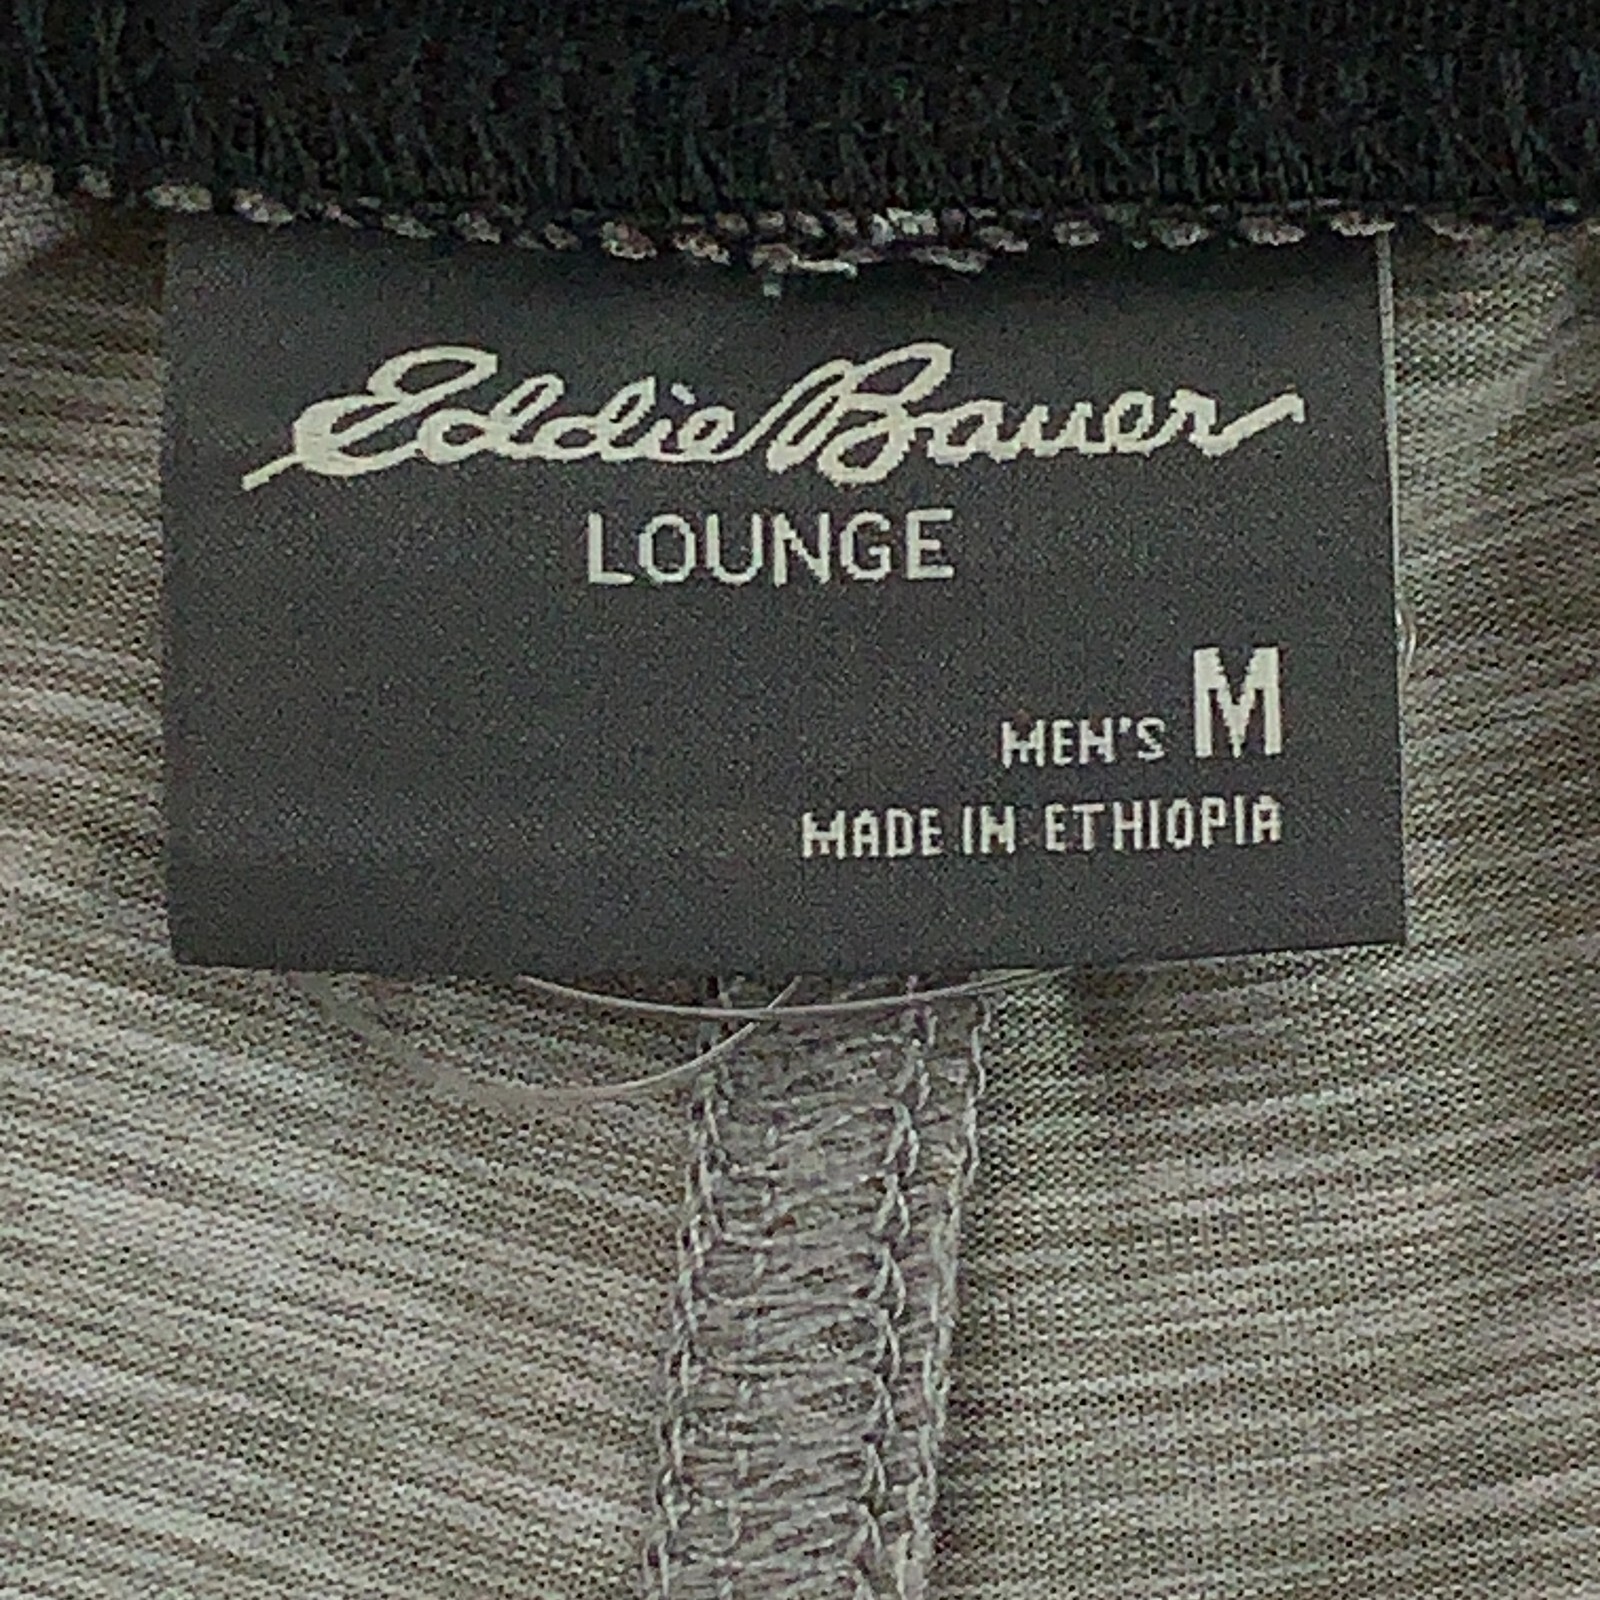 Eddie Bauer
LOUNGE
MEN'S M
MADE IN ETHIOPIA